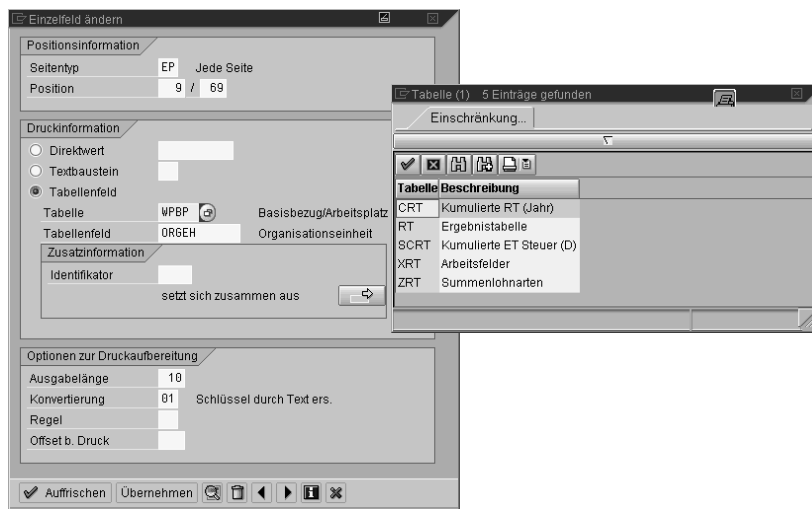 Einzelfeld ändern
Positionsinformation
Seitentyp EP Jede Seite
Position 9 / 69
Druckinformation
Direktwert
Textbaustein
Tabellenfeld
Tabelle WPBP Basisbezug/Arbeitsplatz
Tabellenfeld ORGEH Organisationseinheit
Zusatzinformation
Identifikator
setzt sich zusammen aus
Optionen zur Druckaufbereitung
Ausgabelänge 10
Konvertierung 01 Schlüssel durch Text ers.
Regel
Offset b. Druck
Auffrischen Übernehmen
Tabelle (1) 5 Einträge gefunden
Einschränkung...
Tabelle Beschreibung
CRT Kumulierte RT (Jahr)
RT Ergebnistabelle
SCRT Kumulierte ET Steuer (D)
XRT Arbeitsfelder
ZRT Summenlohnarten